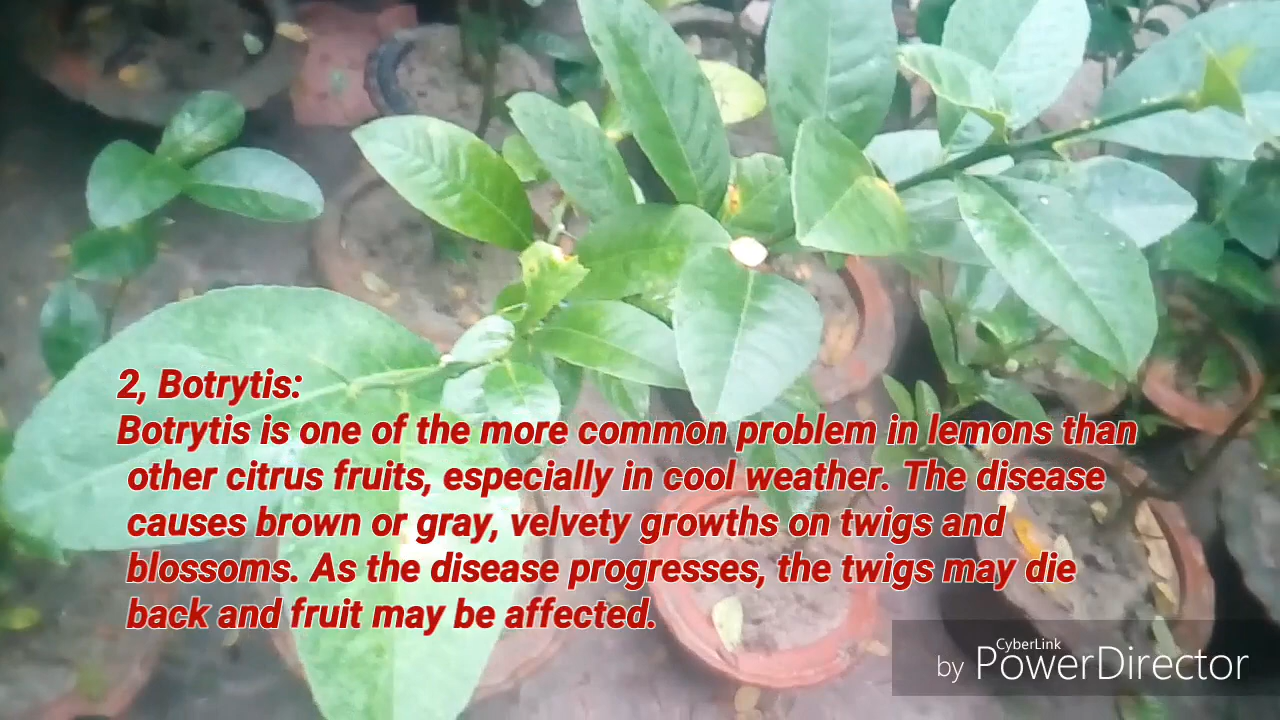 2, Botrytis:
Botrytis is one of the more common problem in lemons than
other citrus fruits, especially in cool weather. The disease
causes brown or gray, velvety growths on twigs and
blossoms. As the disease progresses, the twigs may die
back and fruit may be affected.
CyberLink
by PowerDirector